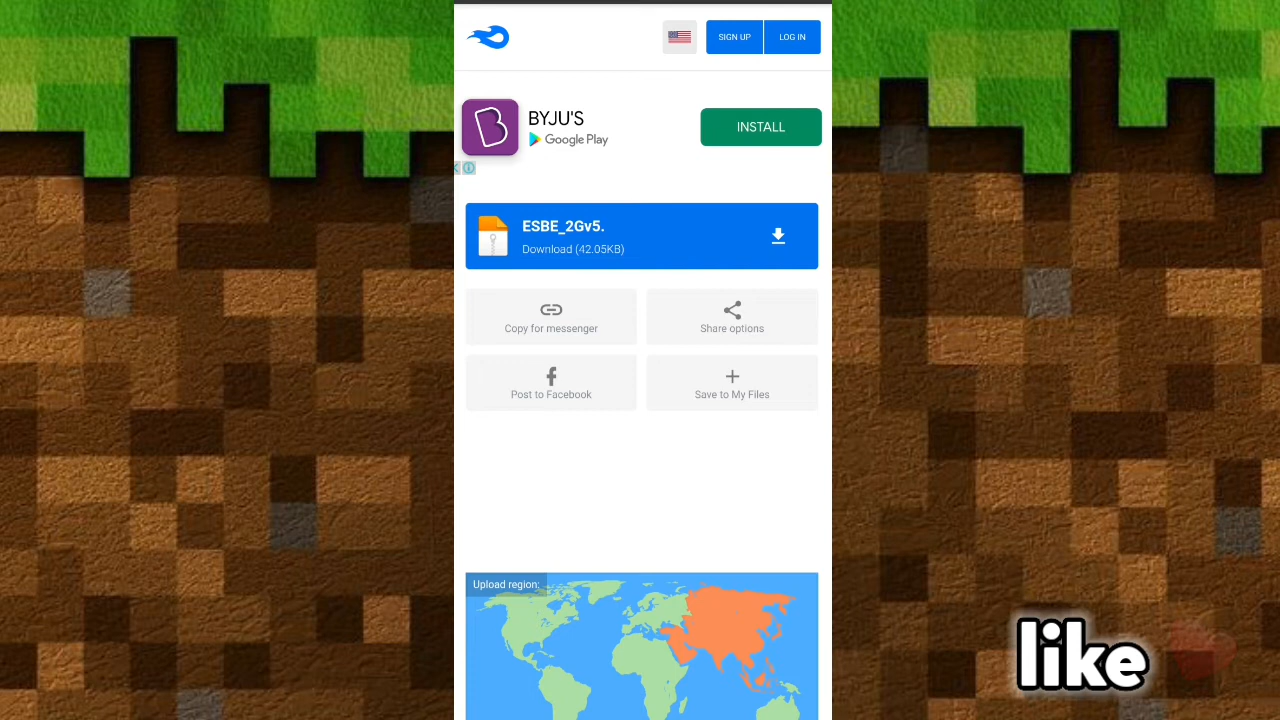 SIGN UP
LOG IN
BYJU'S
Google Play
INSTALL
ESBE_2Gv5.
Download (42.05KB)
Copy for messenger
Share options
Post to Facebook
Save to My Files
Upload region:
like